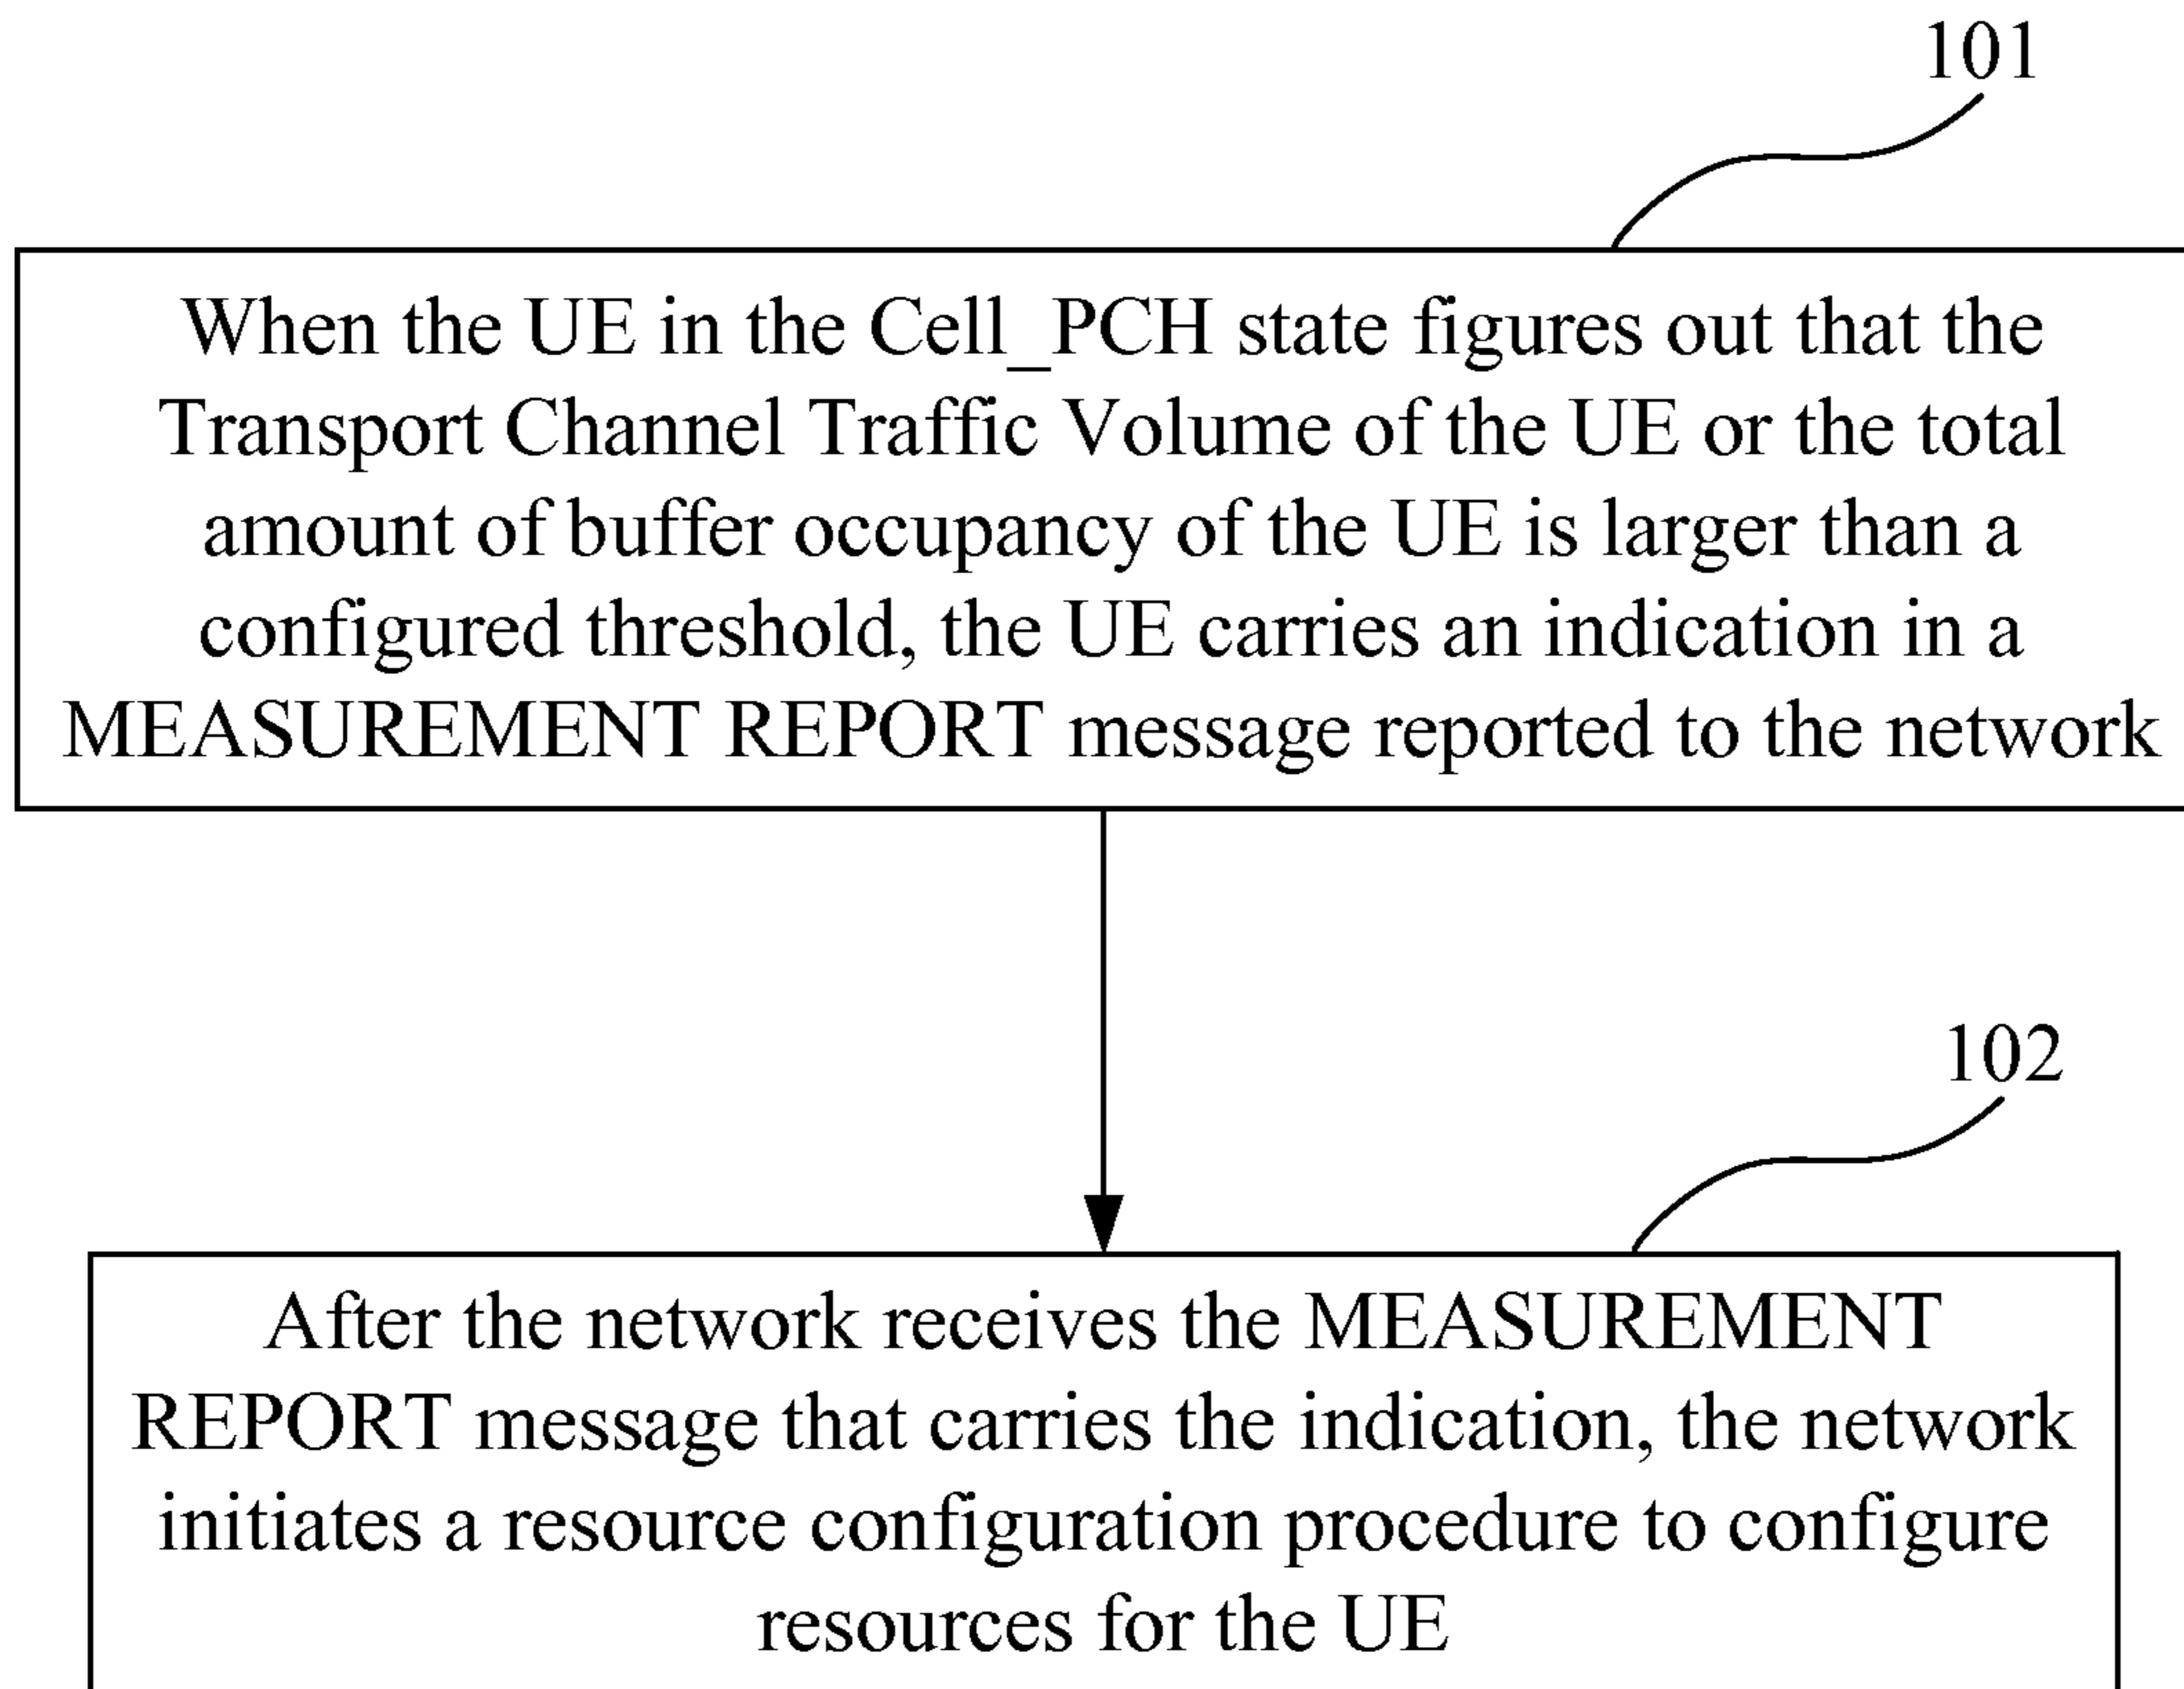 101
When the UE in the Cell_PCH state figures out that the
Transport Channel Traffic Volume of the UE or the total
amount of buffer occupancy of the UE is larger than a
configured threshold, the UE carries an indication in a
MEASUREMENT REPORT message reported to the network
102
After the network receives the MEASUREMENT
REPORT message that carries the indication, the network
initiates a resource configuration procedure to configure
resources for the UE